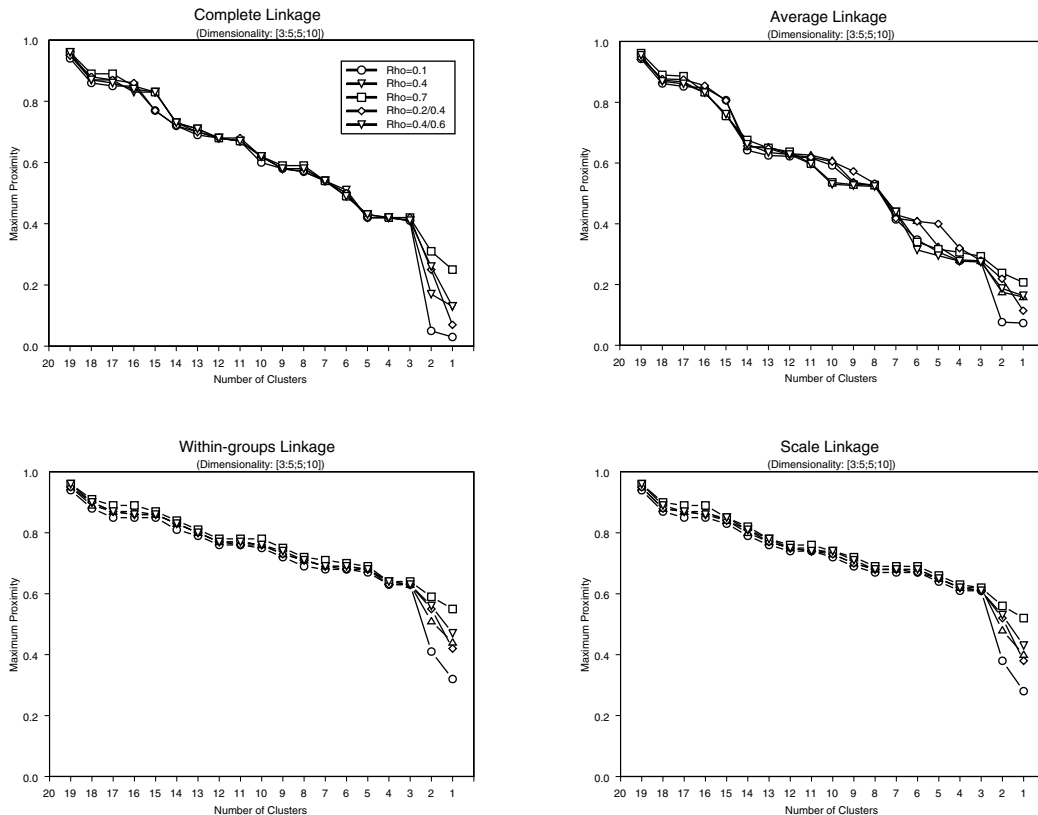 Complete Linkage
(Dimensionality: [3:5;5;10])
1.0
0.8
0.6
0.4
0.2
0.0
Maximum Proximity
Rho=0.1
Rho=0.4
Rho=0.7
Rho=0.2/0.4
Rho=0.4/0.6
20 19 18 17 16 15 14 13 12 11 10 9 8 7 6 5 4 3 2 1
Number of Clusters
Average Linkage
(Dimensionality: [3:5;5;10])
1.0
0.8
0.6
0.4
0.2
0.0
Maximum Proximity
20 19 18 17 16 15 14 13 12 11 10 9 8 7 6 5 4 3 2 1
Number of Clusters
Within-groups Linkage
(Dimensionality: [3:5;5;10])
1.0
0.8
0.6
0.4
0.2
0.0
Maximum Proximity
20 19 18 17 16 15 14 13 12 11 10 9 8 7 6 5 4 3 2 1
Number of Clusters
Scale Linkage
(Dimensionality: [3:5;5;10])
1.0
0.8
0.6
0.4
0.2
0.0
Maximum Proximity
20 19 18 17 16 15 14 13 12 11 10 9 8 7 6 5 4 3 2 1
Number of Clusters